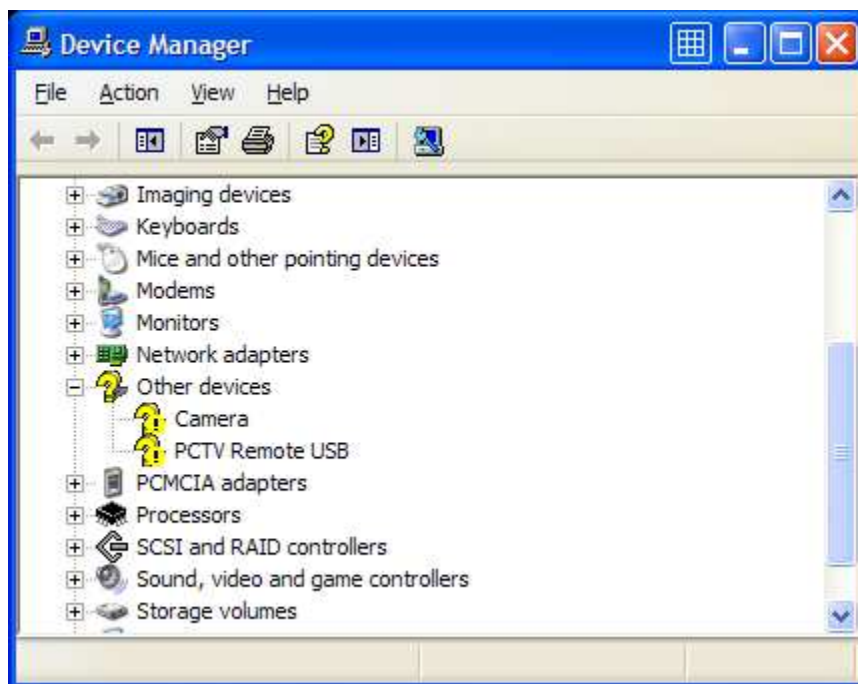 Device Manager
File Action View Help
Imaging devices
Keyboards
Mice and other pointing devices
Modems
Monitors
Network adapters
Other devices
Camera
PCTV Remote USB
PCMCIA adapters
Processors
SCSI and RAID controllers
Sound, video and game controllers
Storage volumes